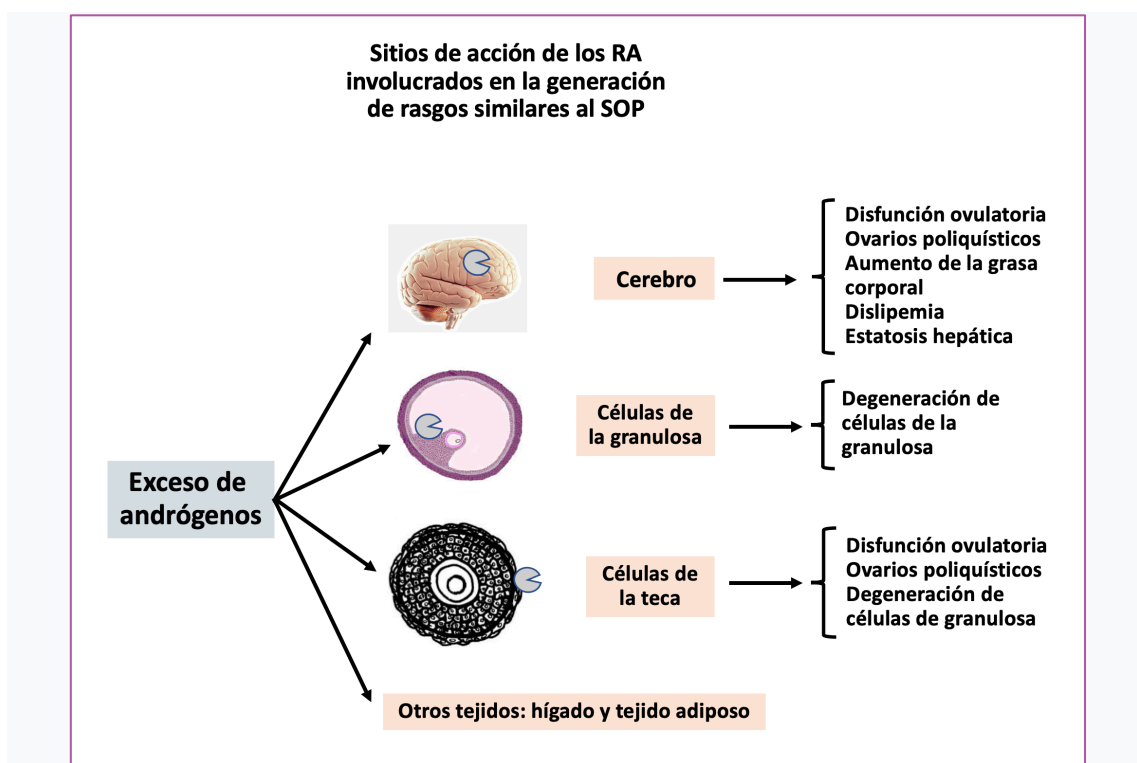 Sitios de acción de los RA
involucrados en la generación
de rasgos similares al SOP
Exceso de
andrógenos
Cerebro
Disfunción ovulatoria
Ovarios poliquísticos
Aumento de la grasa
corporal
Dislipemia
Estatosis hepática
Células de
la granulosa
Degeneración de
células de la
granulosa
Células de
la teca
Disfunción ovulatoria
Ovarios poliquísticos
Degeneración de
células de granulosa
Otros tejidos: hígado y tejido adiposo